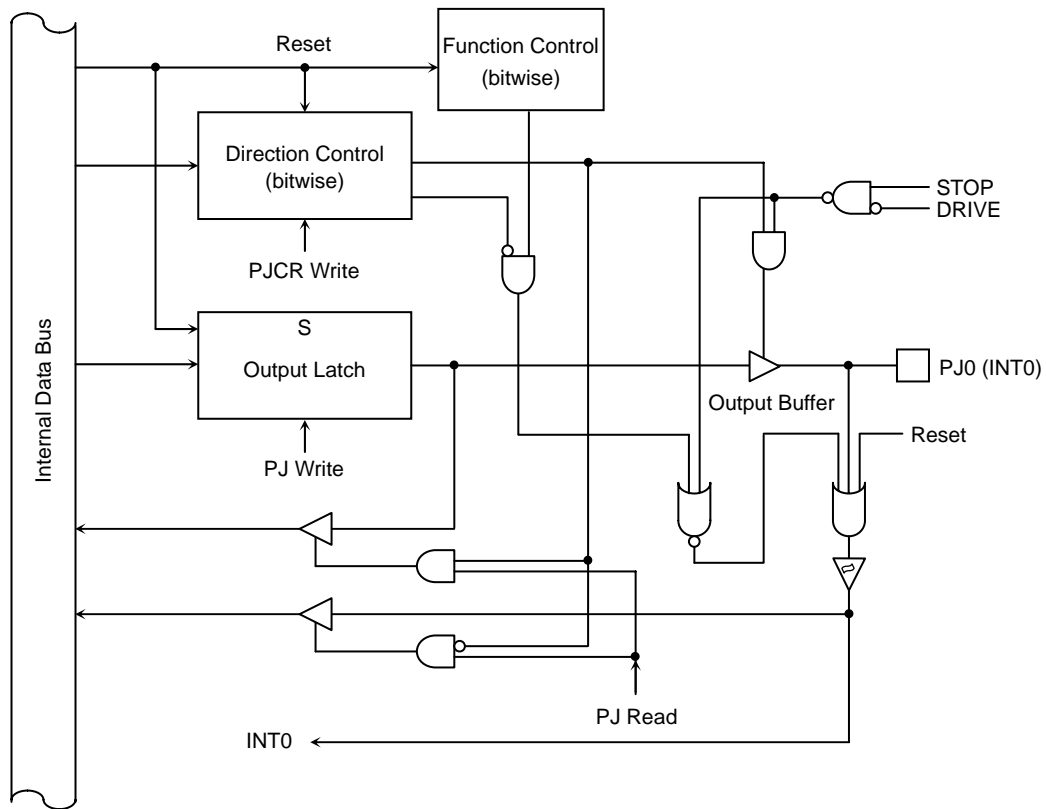 Reset
Function Control
(bitwise)
Direction Control
(bitwise)
STOP
DRIVE
PJCR Write
S
Output Latch
PJ0 (INT0)
Output Buffer
Reset
PJ Write
Internal Data Bus
PJ Read
INT0